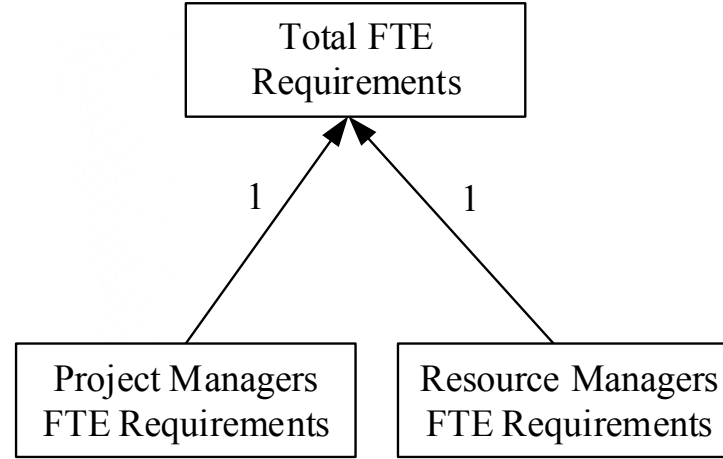 Total FTE
Requirements
1
1
Project Managers
FTE Requirements
Resource Managers
FTE Requirements